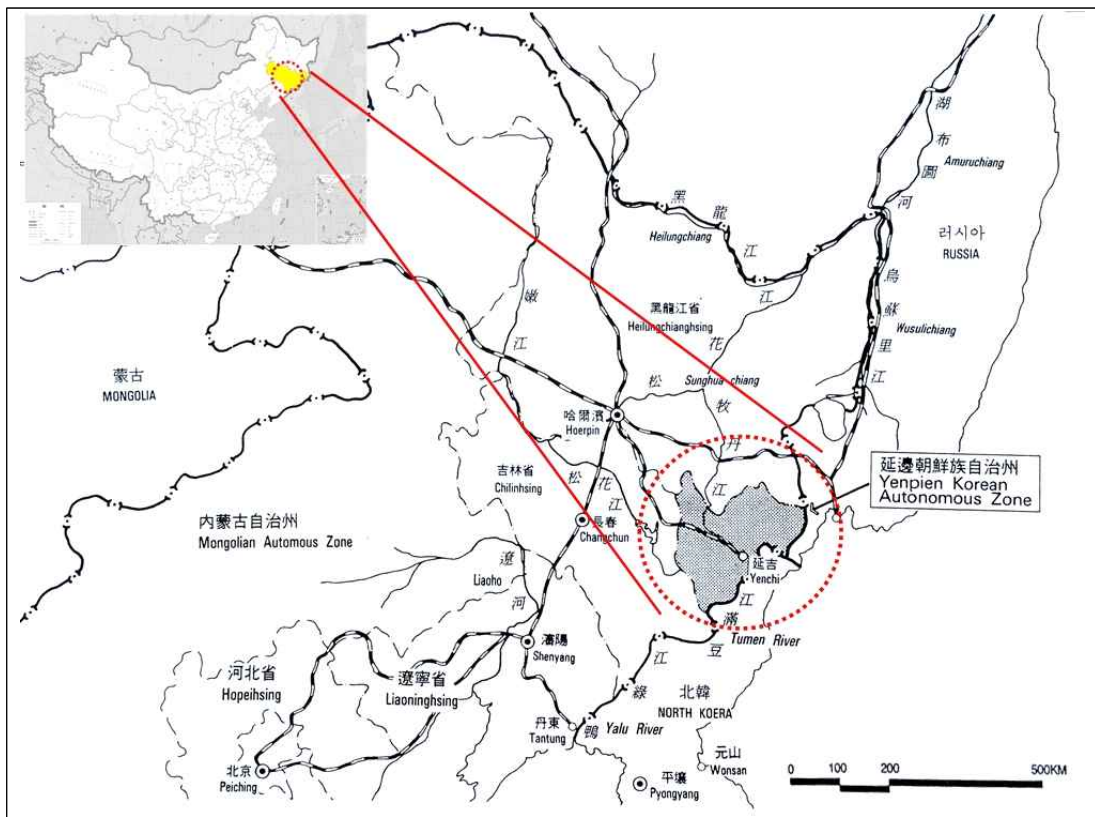 湖
布
圖
河
Amuruchiang
黑
龍
江
Heilungchiang
러시아
RUSSIA
烏
蘇
里
江
Wusulichiang
嫩
江
黑龍江省
Heilungchianghsing
江
花
松
Sunghua chiang
牧
丹
江
蒙古
MONGOLIA
哈爾濱
Hoerpin
吉林省
Chilinhsing
松
花
江
延邊朝鮮族自治州
Yenpien Korean
Autonomous Zone
內蒙古自治州
Mongolian Automous Zone
長春
Changchun
遼
Liaoho
河
延吉
Yenchi
江
滿
豆
Tumen River
瀋陽
Shenyang
河北省
Hopeihsing
遼寧省
Liaoninghsing
江
綠
鴨
Yalu River
北韓
NORTH KOERA
丹東
Tantung
元山
Wonsan
北京
Peiching
平壤
Pyongyang
0 100 200 500KM